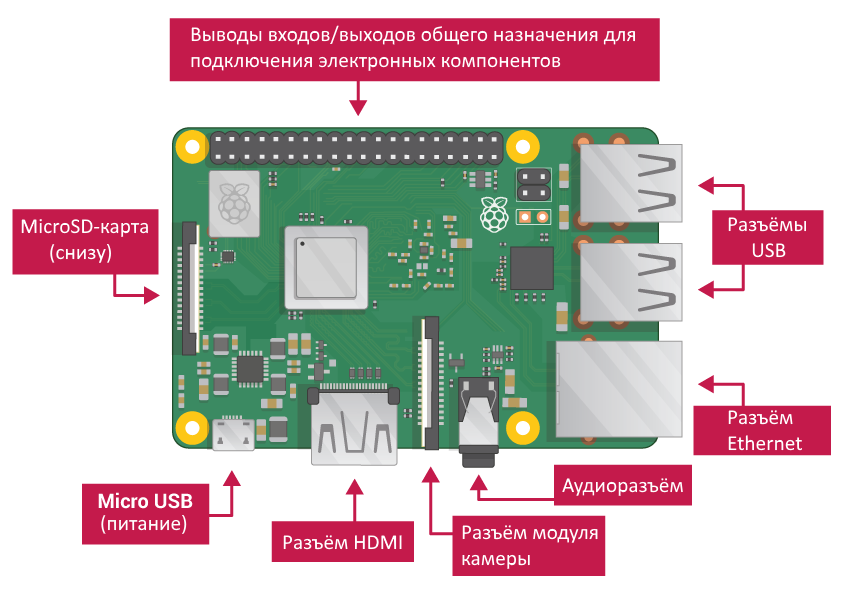 Выводы входов/выходов общего назначения для
подключения электронных компонентов
MicroSD-карта
(снизу)
Разъёмы
USB
Разъём
Ethernet
Micro USB
(питание)
Разъём HDMI
Разъём модуля
камеры
Аудиоразъём